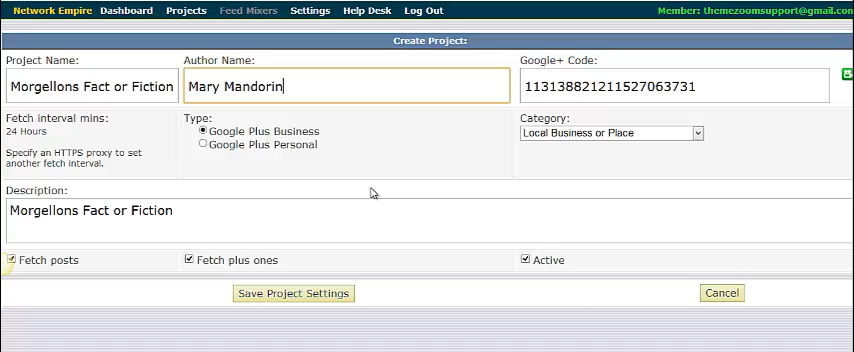 Network Empire Dashboard Projects Feed Mixers Settings Help Desk Log Out Member: themezoomsupport@gmail.com
Create Project:
Project Name: Author Name: Google+ Code:
Morgellons Fact or Fiction Mary Mandorin 113138821211527063731
Fetch interval mins: Type: Category:
24 Hours Google Plus Business Local Business or Place
Google Plus Personal
Specify an HTTPS proxy to set
another fetch interval.
Description:
Morgellons Fact or Fiction
Fetch posts Fetch plus ones Active
Save Project Settings Cancel